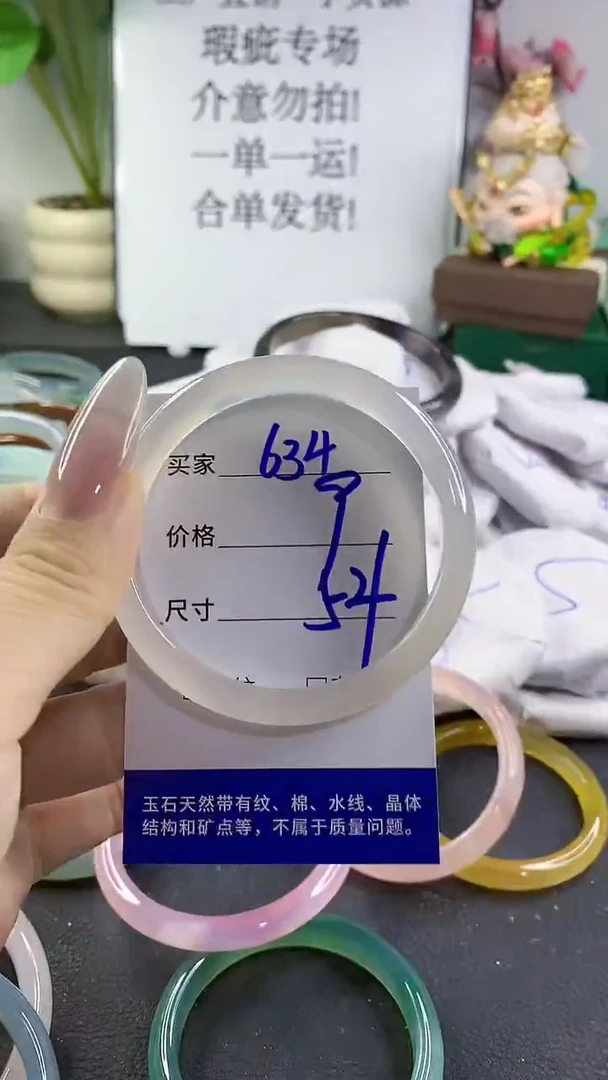 瑕疵专场
介意勿拍!
一单一运!
合单发货!
买家 634
价格
尺寸 54
玉石天然带有纹、棉、水线、晶体
结构和矿点等，不属于质量问题。